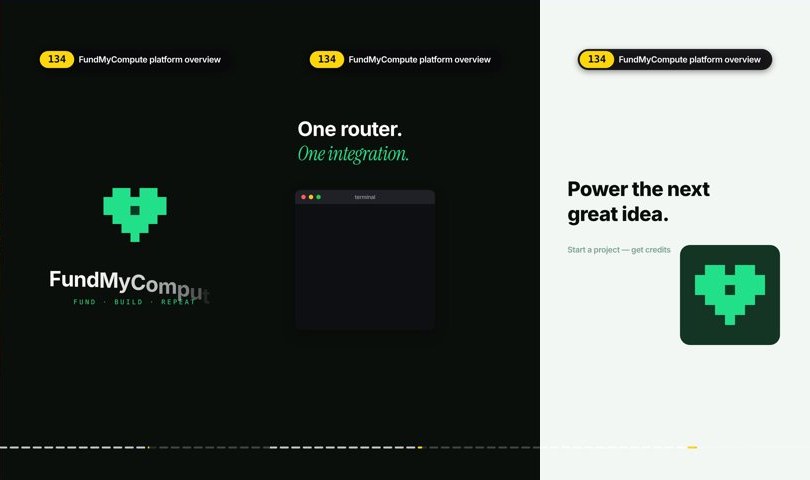 134 FundMyCompute platform overview
FundMyComput
FUND · BUILD · REPEAT
134 FundMyCompute platform overview
One router.
One integration.
terminal
134 FundMyCompute platform overview
Power the next
great idea.
Start a project — get credits